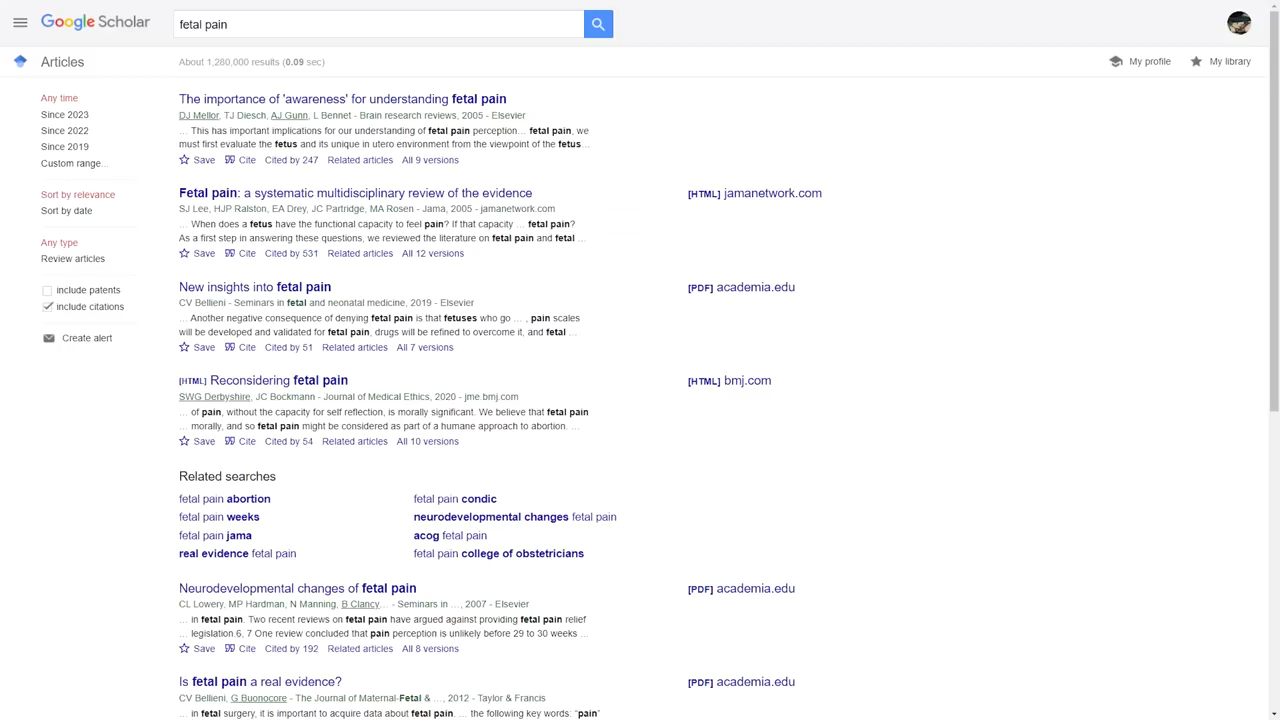 Google Scholar
fetal pain
Articles
About 1,280,000 results (0.09 sec)
My profile
My library
Any time
Since 2023
Since 2022
Since 2019
Custom range...
Sort by relevance
Sort by date
Any type
Review articles
include patents
include citations
Create alert
The importance of 'awareness' for understanding fetal pain
DJ Mellor, TJ Diesch, AJ Gunn, L Bennet - Brain research reviews, 2005 - Elsevier
… This has important implications for our understanding of fetal pain perception… fetal pain, we
must first evaluate the fetus and its unique in utero environment from the viewpoint of the fetus…
Save Cite Cited by 247 Related articles All 9 versions
Fetal pain: a systematic multidisciplinary review of the evidence
[HTML] jamanetwork.com
SJ Lee, HJP Ralston, EA Drey, JC Partridge, MA Rosen - Jama, 2005 - jamanetwork.com
… When does a fetus have the functional capacity to feel pain? If that capacity … fetal pain?
As a first step in answering these questions, we reviewed the literature on fetal pain and fetal …
Save Cite Cited by 531 Related articles All 12 versions
New insights into fetal pain
[PDF] academia.edu
CV Bellieni - Seminars in fetal and neonatal medicine, 2019 - Elsevier
… Another negative consequence of denying fetal pain is that fetuses who go … , pain scales
will be developed and validated for fetal pain, drugs will be refined to overcome it, and fetal …
Save Cite Cited by 51 Related articles All 7 versions
[HTML] Reconsidering fetal pain
[HTML] bmj.com
SWG Derbyshire, JC Bockmann - Journal of Medical Ethics, 2020 - jme.bmj.com
… of pain, without the capacity for self reflection, is morally significant. We believe that fetal pain
… morally, and so fetal pain might be considered as part of a humane approach to abortion. …
Save Cite Cited by 54 Related articles All 10 versions
Related searches
fetal pain abortion
fetal pain condic
fetal pain weeks
neurodevelopmental changes fetal pain
fetal pain jama
acog fetal pain
real evidence fetal pain
fetal pain college of obstetricians
Neurodevelopmental changes of fetal pain
[PDF] academia.edu
CL Lowery, MP Hardman, N Manning, B Clancy… - Seminars in …, 2007 - Elsevier
… in fetal pain. Two recent reviews on fetal pain have argued against providing fetal pain relief
… legislation.6, 7 One review concluded that pain perception is unlikely before 29 to 30 weeks …
Save Cite Cited by 192 Related articles All 8 versions
Is fetal pain a real evidence?
[PDF] academia.edu
CV Bellieni, G Buonocore - The Journal of Maternal-Fetal & …, 2012 - Taylor & Francis
… in fetal surgery, it is important to acquire data about fetal pain. … the following key words: “pain”